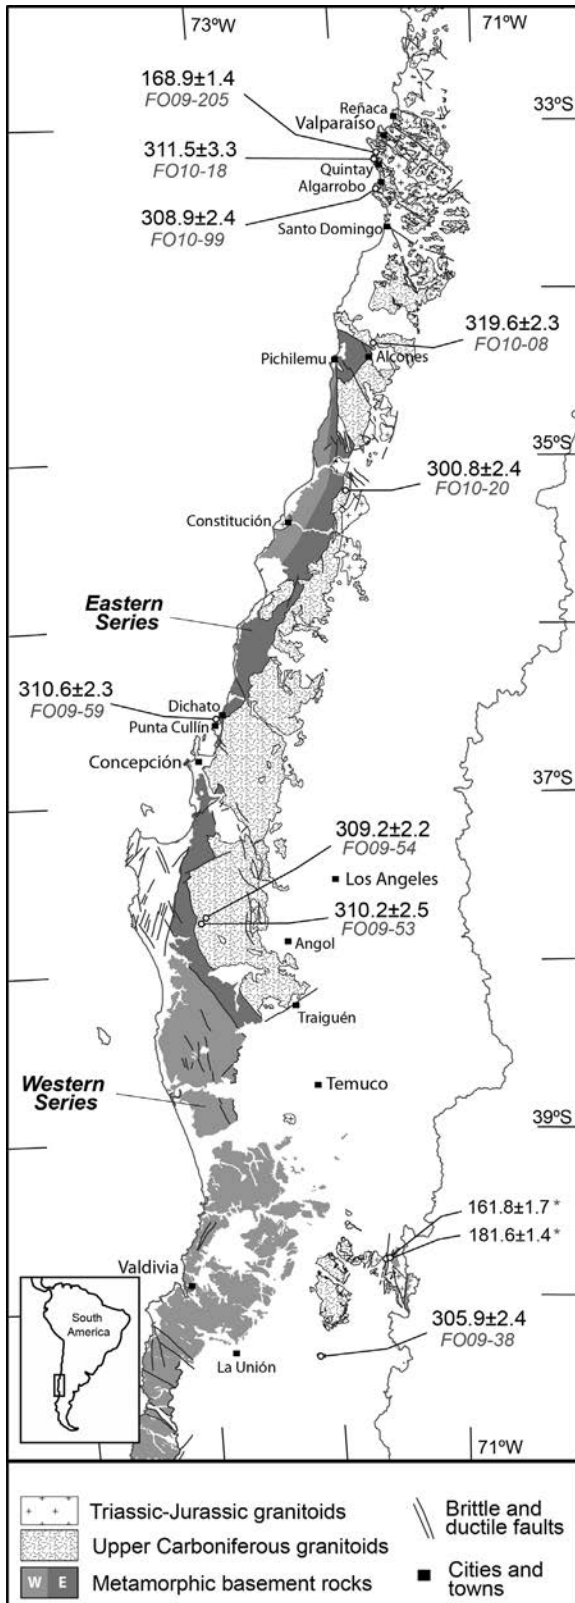 73ºW
71ºW
168.9±1.4
FO09-205
Reñaca
33ºS
Valparaíso
311.5±3.3
FO10-18
Quintay
Algarrobo
308.9±2.4
FO10-99
Santo Domingo
319.6±2.3
FO10-08
Pichilemu
Alcones
35ºS
300.8±2.4
FO10-20
Constitución
Eastern
Series
310.6±2.3
FO09-59
Dichato
Punta Cullín
Concepción
37ºS
309.2±2.2
FO09-54
Los Angeles
310.2±2.5
FO09-53
Angol
Traiguén
Western
Series
Temuco
39ºS
161.8±1.7*
181.6±1.4*
Valdivia
South
America
305.9±2.4
FO09-38
La Unión
71ºW
Triassic-Jurassic granitoids
Upper Carboniferous granitoids
W E Metamorphic basement rocks
Brittle and
ductile faults
Cities and
towns